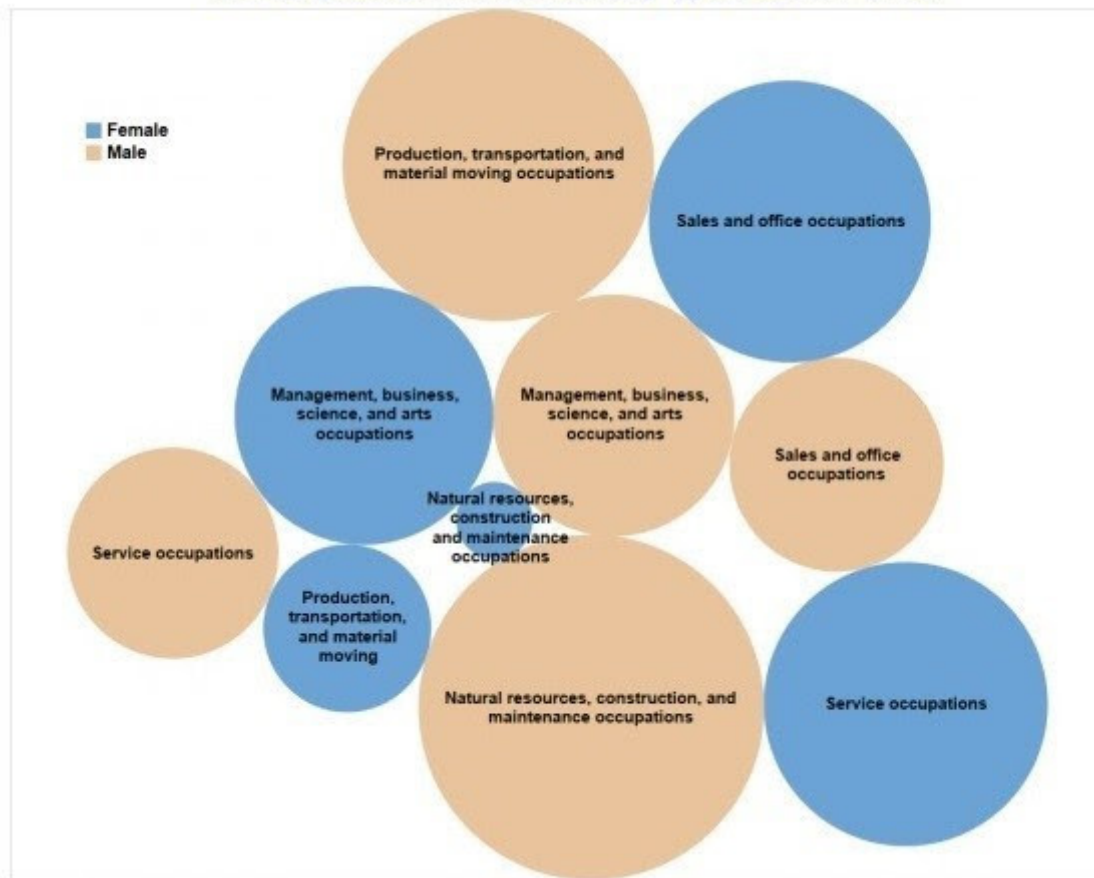 Female
Male
Production, transportation, and
material moving occupations
Sales and office occupations
Management, business,
science, and arts
occupations
Management, business,
science, and arts
occupations
Sales and office
occupations
Natural resources,
construction
and maintenance
occupations
Service occupations
Production,
transportation,
and material
moving
Natural resources, construction, and
maintenance occupations
Service occupations